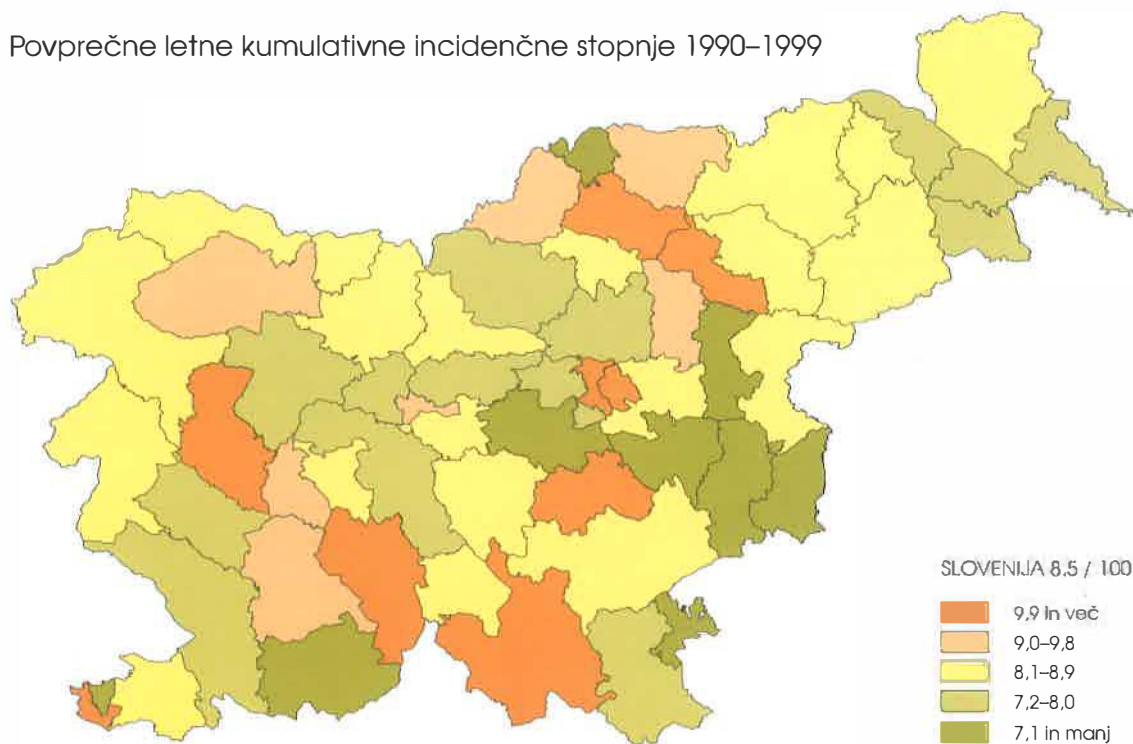 Povprečne letne kumulativne incidenčne stopnje 1990–1999
SLOVENIJA 8,5 / 100
9,9 in več
9,0–9,8
8,1–8,9
7,2–8,0
7,1 in manj